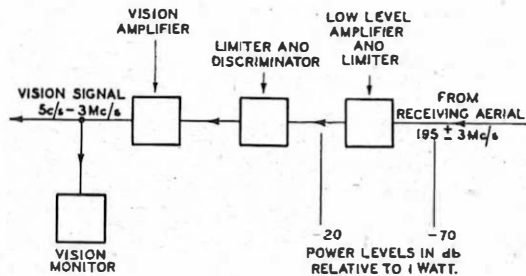 VISION
AMPLIFIER
LIMITER AND
DISCRIMINATOR
LOW LEVEL
AMPLIFIER
AND
LIMITER
VISION SIGNAL
5c/s – 3Mc/s
FROM
RECEIVING AERIAL
195 ± 3Mc/s
VISION
MONITOR
-20
-70
POWER LEVELS IN db
RELATIVE TO 1 WATT.